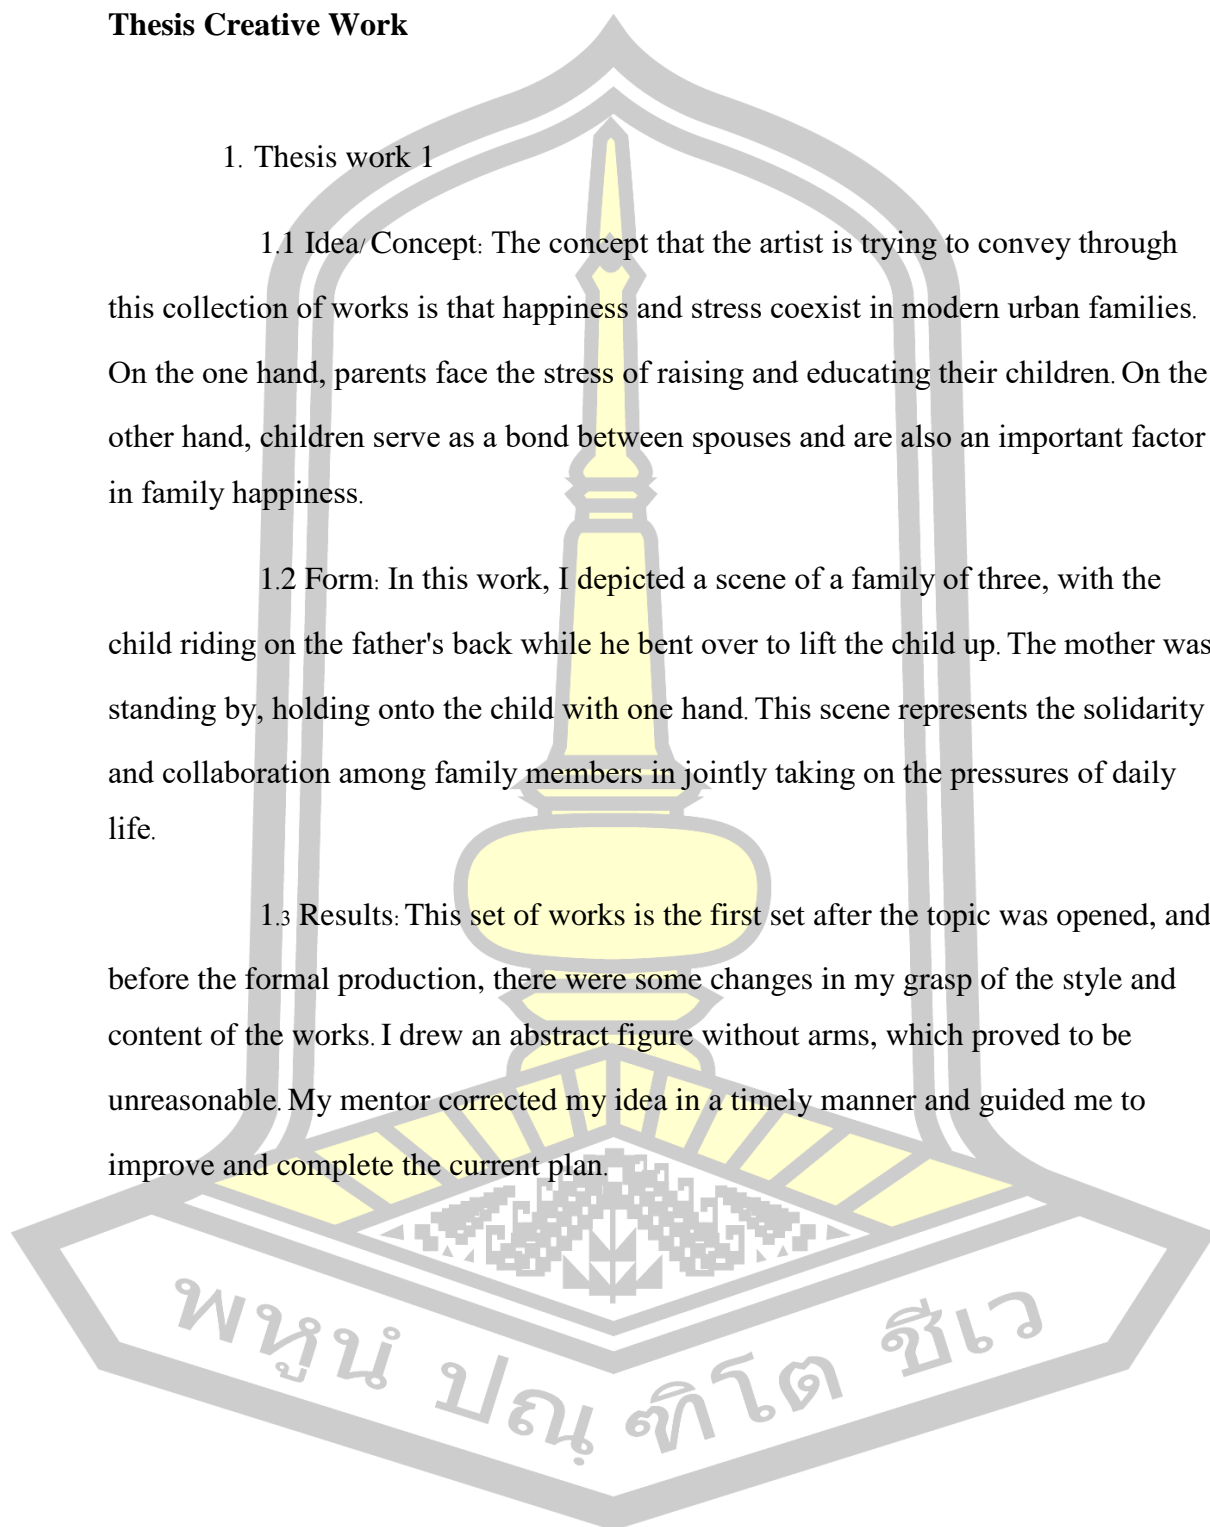 Thesis Creative Work
1. Thesis work 1
1.1 Idea/ Concept: The concept that the artist is trying to convey through
this collection of works is that happiness and stress coexist in modern urban families.
On the one hand, parents face the stress of raising and educating their children. On the
other hand, children serve as a bond between spouses and are also an important factor
in family happiness.
1.2 Form: In this work, I depicted a scene of a family of three, with the
child riding on the father's back while he bent over to lift the child up. The mother was
standing by, holding onto the child with one hand. This scene represents the solidarity
and collaboration among family members in jointly taking on the pressures of daily
life.
1.3 Results: This set of works is the first set after the topic was opened, and
before the formal production, there were some changes in my grasp of the style and
content of the works. I drew an abstract figure without arms, which proved to be
unreasonable. My mentor corrected my idea in a timely manner and guided me to
improve and complete the current plan.
พหูนํ ปณฺฑิโต ชีเว